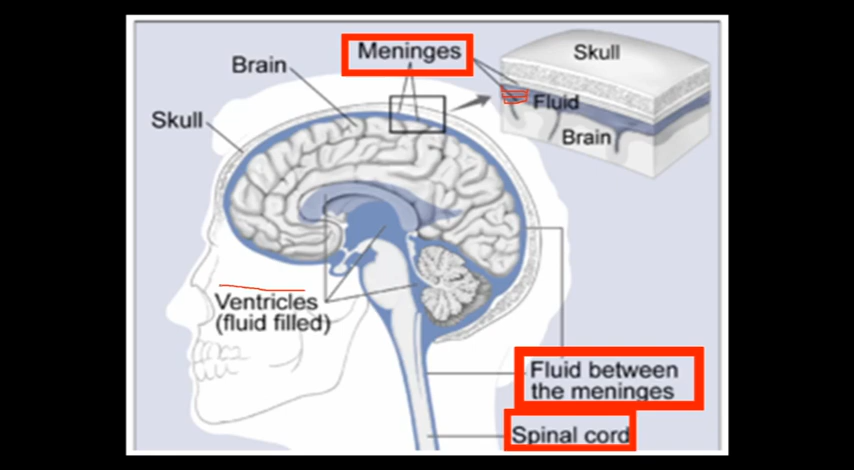 Meninges
Brain
Skull
Skull
Fluid
Brain
Ventricles
(fluid filled)
Fluid between
the meninges
Spinal cord